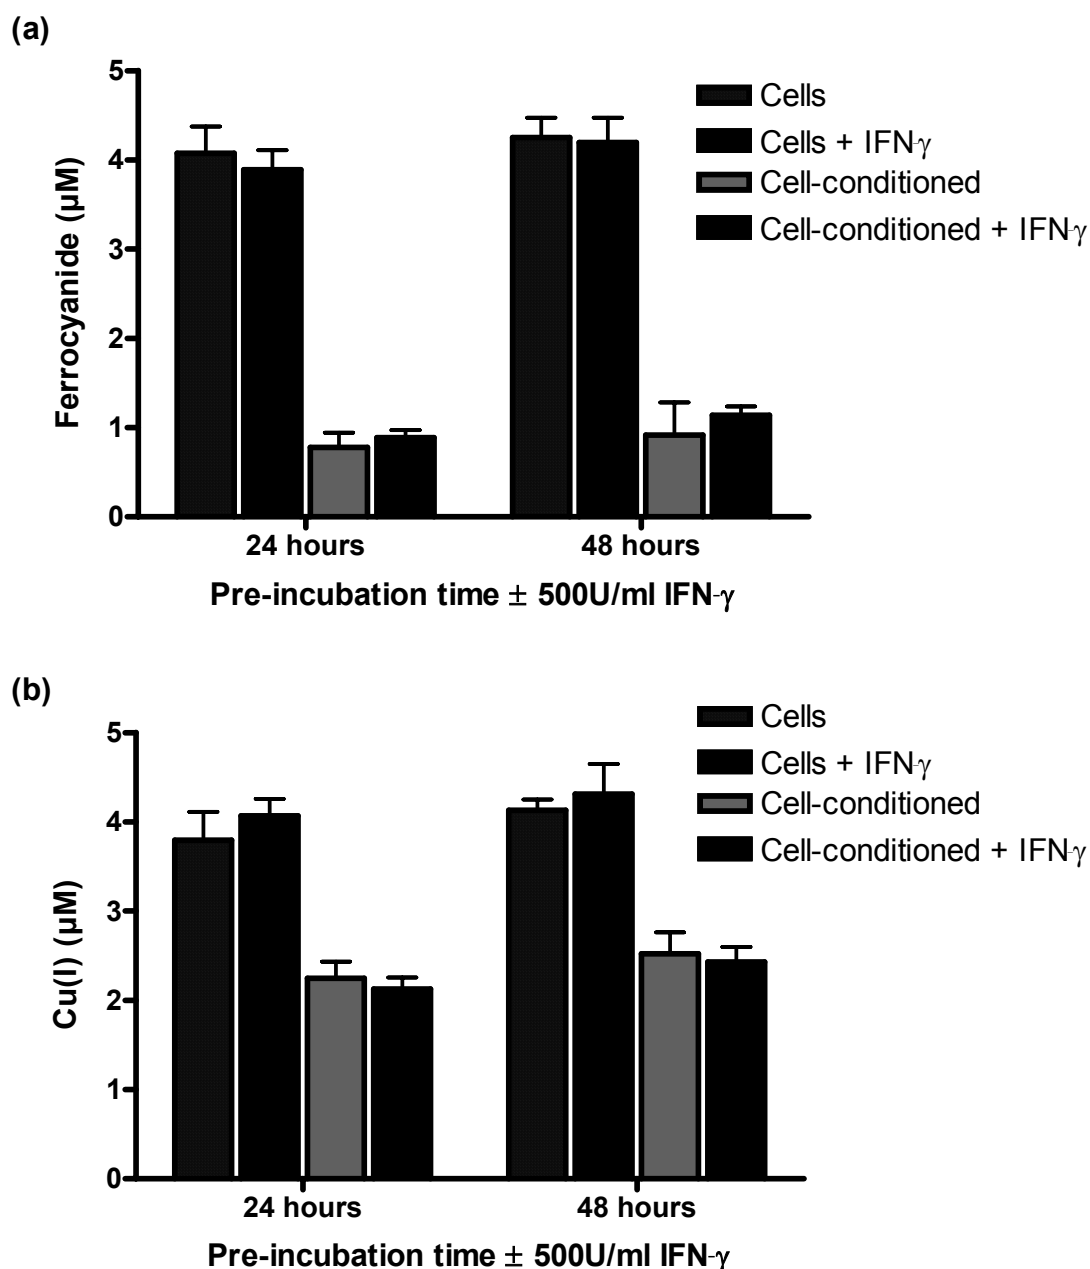 (a)
5
4
3
2
1
0
Ferrocyanide (µM)
Cells
Cells + IFN-γ
Cell-conditioned
Cell-conditioned + IFN-γ
24 hours
48 hours
Pre-incubation time ± 500U/ml IFN-γ
(b)
5
4
3
2
1
0
Cu(I) (µM)
Cells
Cells + IFN-γ
Cell-conditioned
Cell-conditioned + IFN-γ
24 hours
48 hours
Pre-incubation time ± 500U/ml IFN-γ